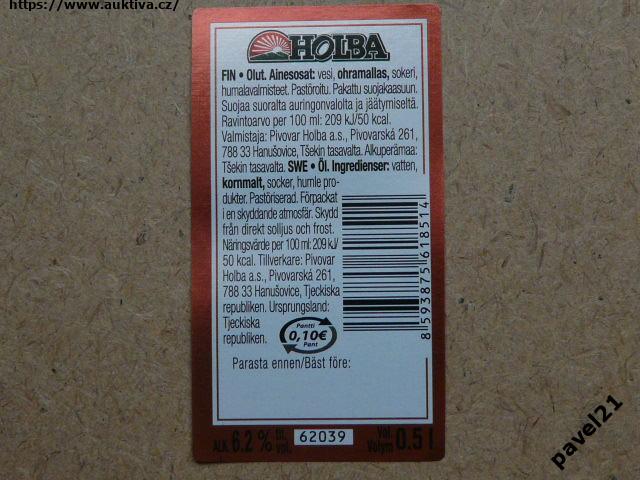 https://www.auktiva.cz/
HOLBA
FIN • Olut. Ainesosat: vesi, ohramallas, sokeri,
humalavalmisteet. Pastöroitu. Pakattu suojakaasuun.
Suojaa suoralta auringonvalolta ja jäätymiseltä.
Ravintoarvo per 100 ml: 209 kJ/50 kcal.
Valmistaja: Pivovar Holba a.s., Pivovarská 261,
788 33 Hanušovice, Tšekin tasavalta. Alkuperämaa:
Tšekin tasavalta. SWE • Öl. Ingredienser: vatten,
kornmalt, socker, humle pro-
dukter. Pastöriserad. Förpackat
i en skyddande atmosfär. Skydd
från direkt solljus och frost.
Näringsvärde per 100 ml: 209 kJ/
50 kcal. Tillverkare: Pivovar
Holba a.s., Pivovarská 261,
788 33 Hanušovice, Tjeckiska
republiken. Ursprungsland:
Tjeckiska
republiken.
Pantti
0,10€
Pant
8 593875 618514
Parasta ennen/Bäst före:
ALK. 6.2 % til. vol.
62039
Vol. Volym 0.5 l
pavel21